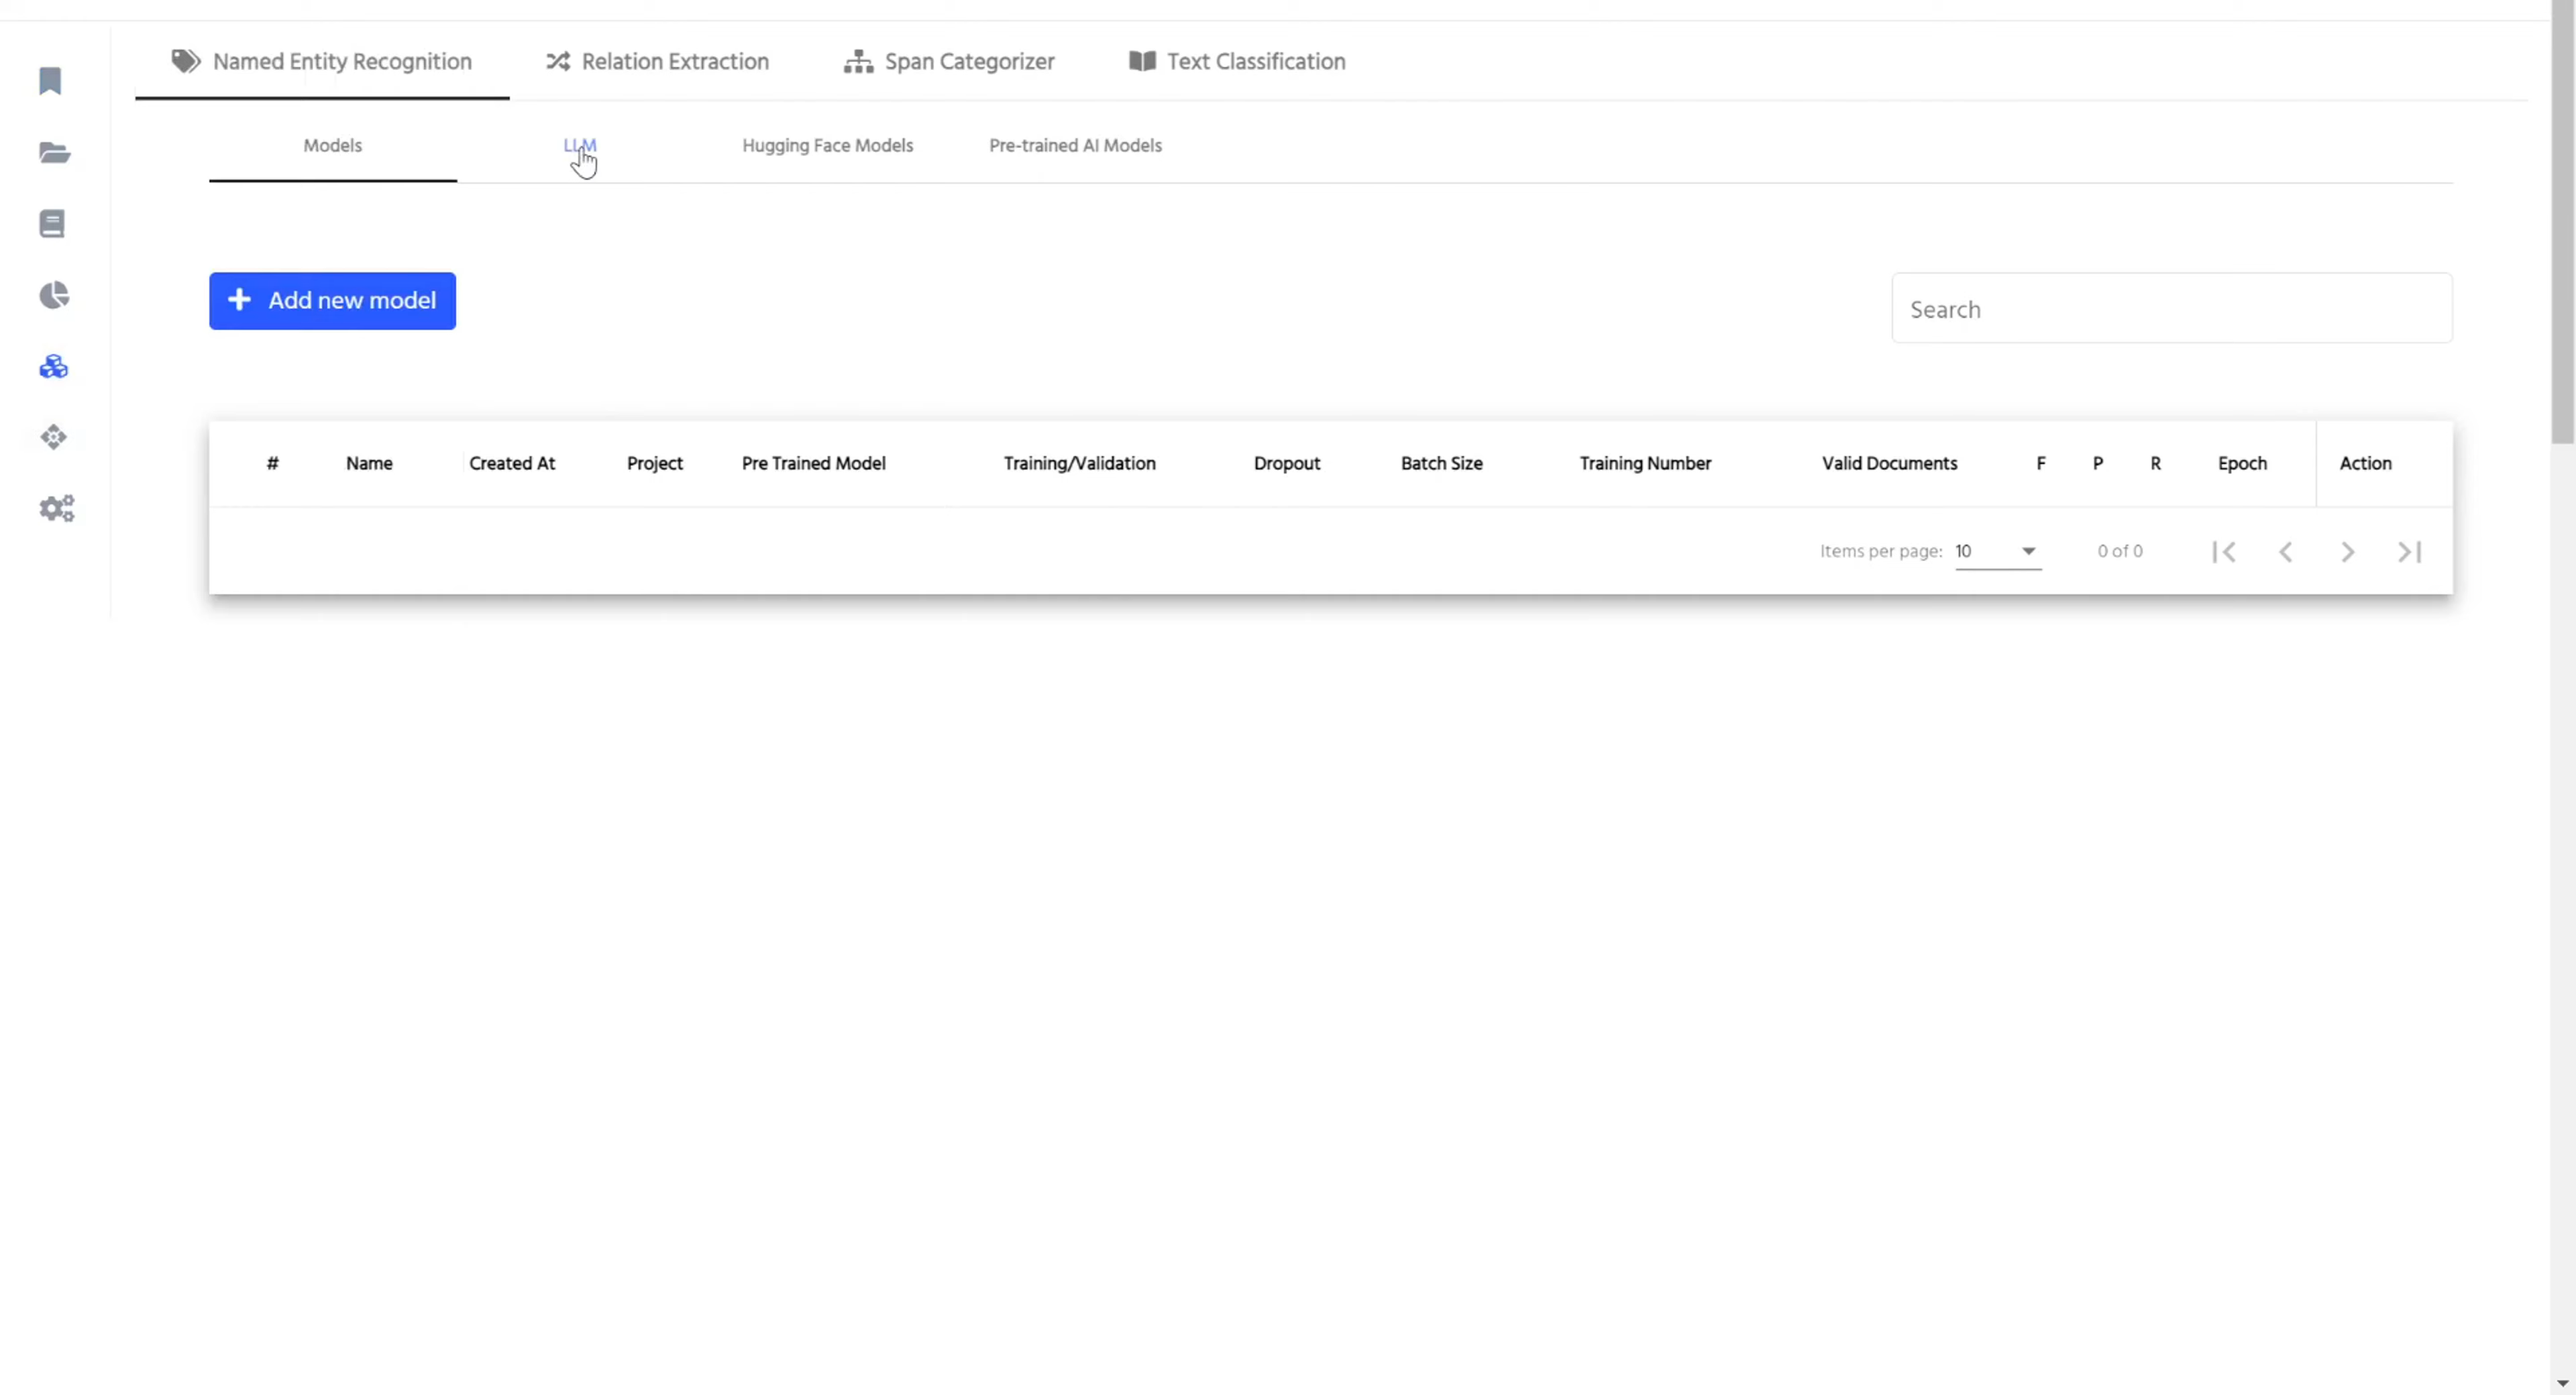 Named Entity Recognition Relation Extraction Span Categorizer Text Classification
Models LLM Hugging Face Models Pre-trained AI Models
Add new model
Search
# Name Created At Project Pre Trained Model Training/Validation Dropout Batch Size Training Number Valid Documents F P R Epoch Action
Items per page: 10 0 of 0